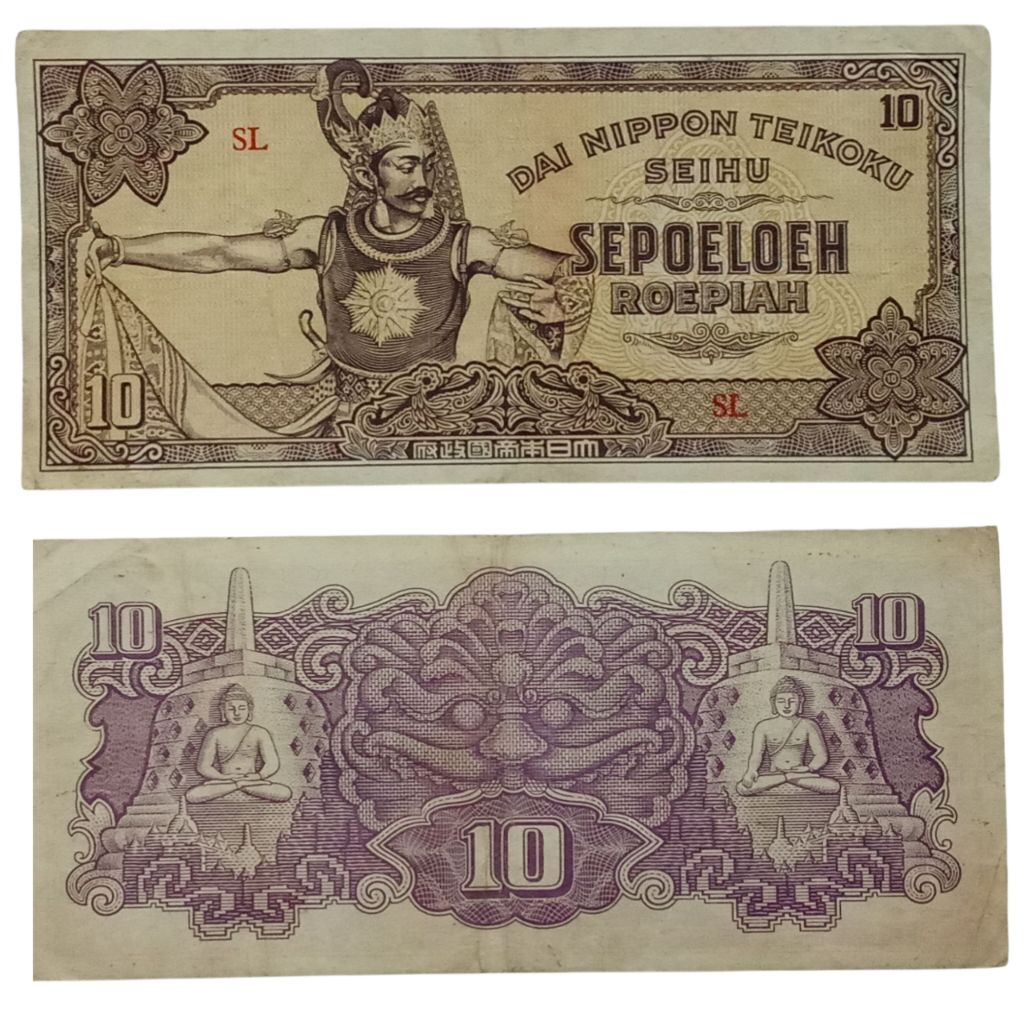 10
SL
DAI NIPPON TEIKOKU
SEIHU
SEPOELOEH
ROEPIAH
10
SL
大日本帝國政府
10
10
10